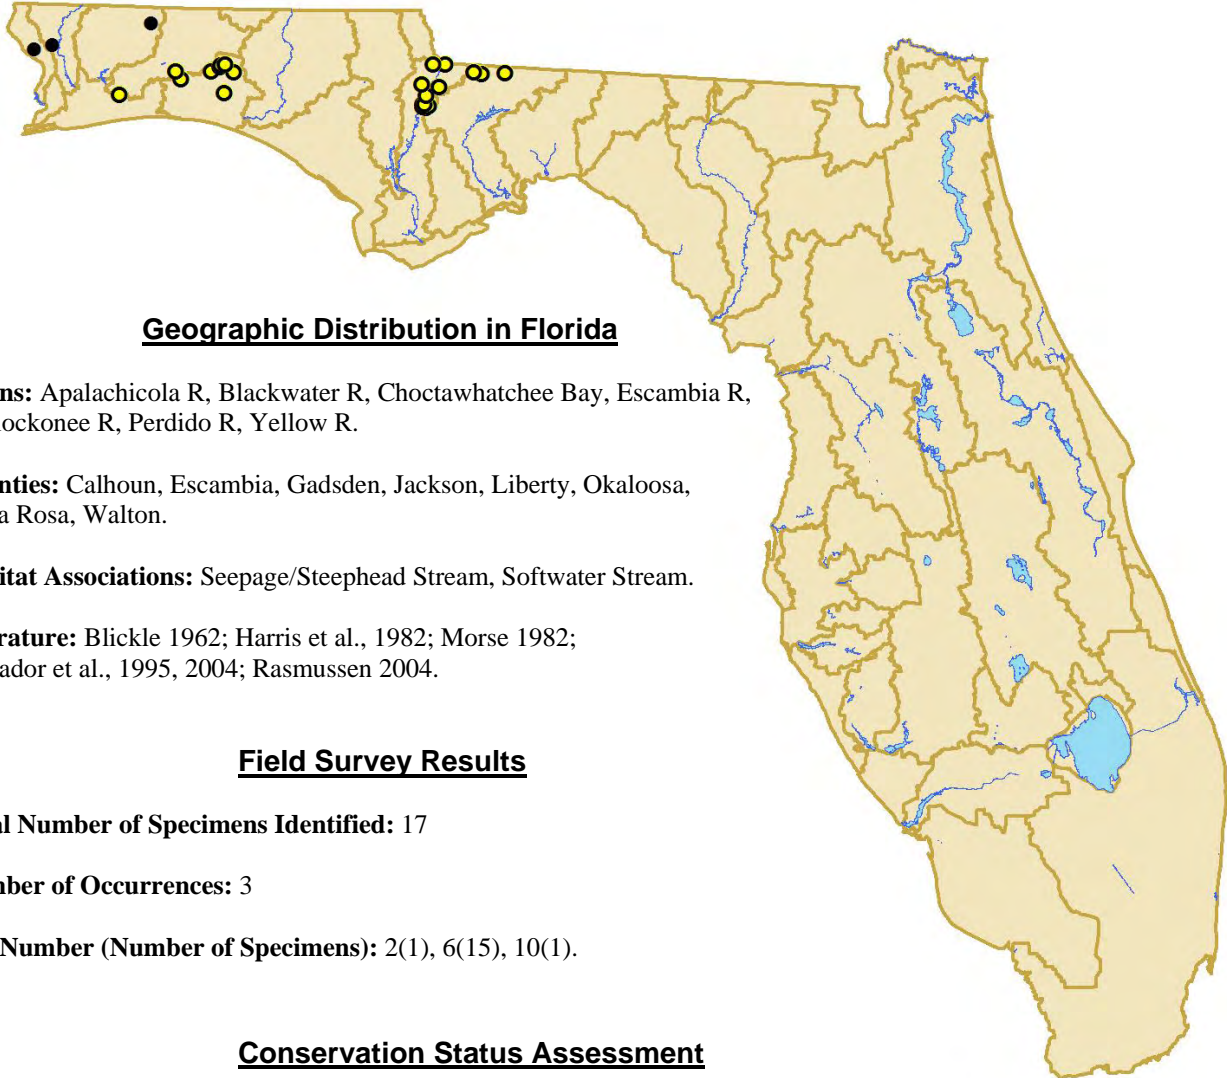 Geographic Distribution in Florida
ns: Apalachicola R, Blackwater R, Choctawhatchee Bay, Escambia R,
lockonee R, Perdido R, Yellow R.
nties: Calhoun, Escambia, Gadsden, Jackson, Liberty, Okaloosa,
a Rosa, Walton.
itat Associations: Seepage/Steephead Stream, Softwater Stream.
rature: Blickle 1962; Harris et al., 1982; Morse 1982;
ador et al., 1995, 2004; Rasmussen 2004.
Field Survey Results
al Number of Specimens Identified: 17
nber of Occurrences: 3
Number (Number of Specimens): 2(1), 6(15), 10(1).
Conservation Status Assessment